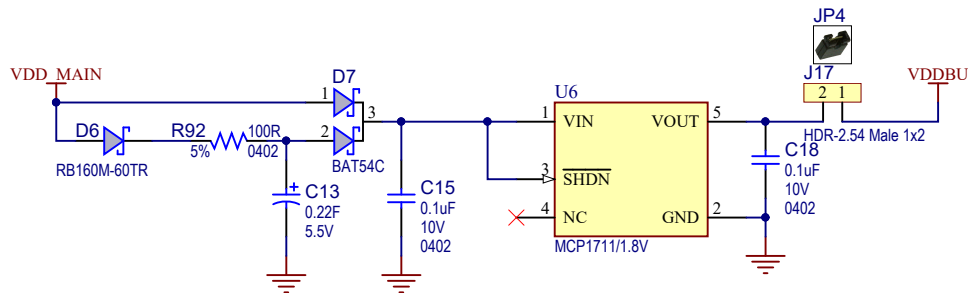 JP4
VDD_MAIN
D7
J17
VDDBU
1
3
2
U6
2 1
D6
RB160M-60TR
R92
5%
100R
0402
BAT54C
1 VIN
VOUT 5
HDR-2.54 Male 1x2
3 SHDN
4 NC
GND 2
MCP1711/1.8V
C13
+
0.22F
5.5V
C15
0.1uF
10V
0402
C18
0.1uF
10V
0402